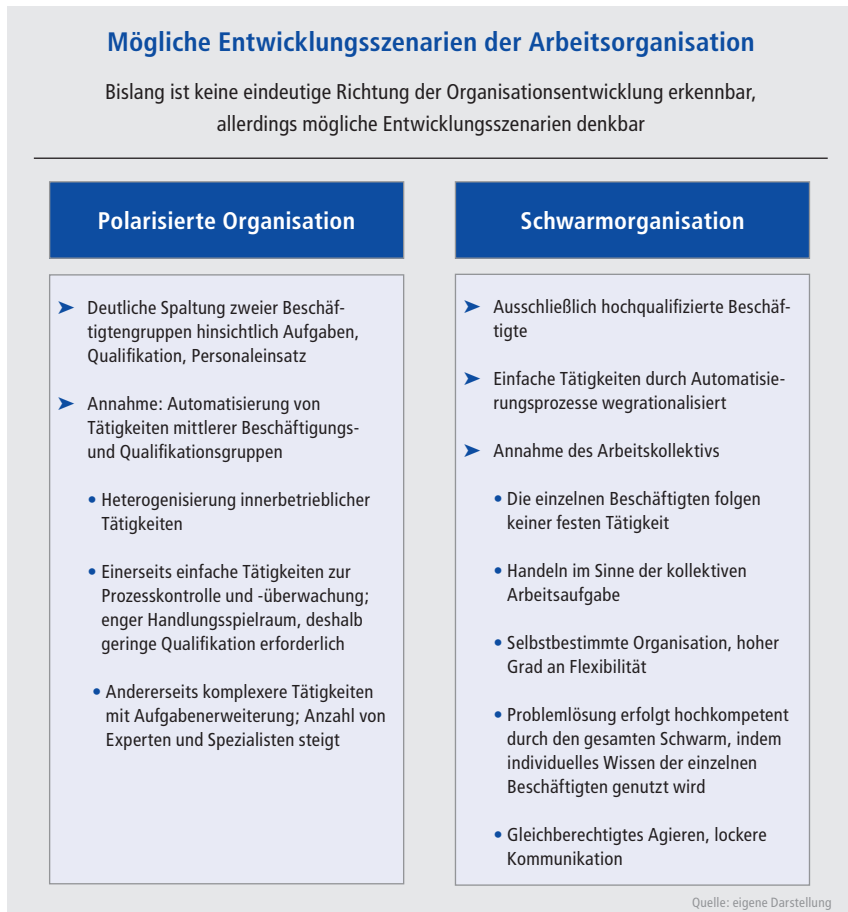 Mögliche Entwicklungsszenarien der Arbeitsorganisation
Bislang ist keine eindeutige Richtung der Organisationsentwicklung erkennbar,
allerdings mögliche Entwicklungsszenarien denkbar
Polarisierte Organisation
➤ Deutliche Spaltung zweier Beschäf-
tigtengruppen hinsichtlich Aufgaben,
Qualifikation, Personaleinsatz
➤ Annahme: Automatisierung von
Tätigkeiten mittlerer Beschäftigungs-
und Qualifikationsgruppen
• Heterogenisierung innerbetrieblicher
Tätigkeiten
• Einerseits einfache Tätigkeiten zur
Prozesskontrolle und -überwachung;
enger Handlungsspielraum, deshalb
geringe Qualifikation erforderlich
• Andererseits komplexere Tätigkeiten
mit Aufgabenerweiterung; Anzahl von
Experten und Spezialisten steigt
Schwarmorganisation
➤ Ausschließlich hochqualifizierte Beschäf-
tigte
➤ Einfache Tätigkeiten durch Automatisie-
rungsprozesse wegrationalisiert
➤ Annahme des Arbeitskollektivs
• Die einzelnen Beschäftigten folgen
keiner festen Tätigkeit
• Handeln im Sinne der kollektiven
Arbeitsaufgabe
• Selbstbestimmte Organisation, hoher
Grad an Flexibilität
• Problemlösung erfolgt hochkompetent
durch den gesamten Schwarm, indem
individuelles Wissen der einzelnen
Beschäftigten genutzt wird
• Gleichberechtigtes Agieren, lockere
Kommunikation
Quelle: eigene Darstellung